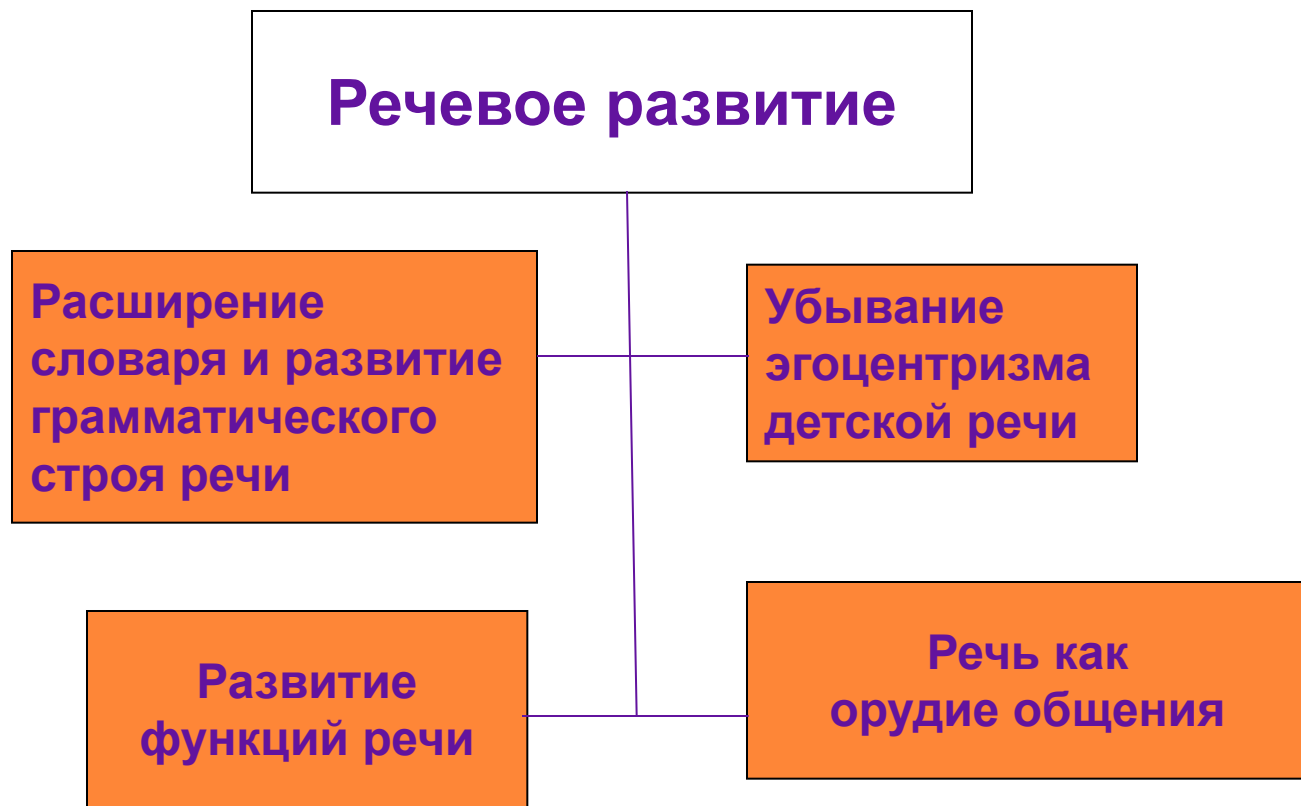 Речевое развитие
Расширение
словаря и развитие
грамматического
строя речи
Убывание
эгоцентризма
детской речи
Развитие
функций речи
Речь как
орудие общения